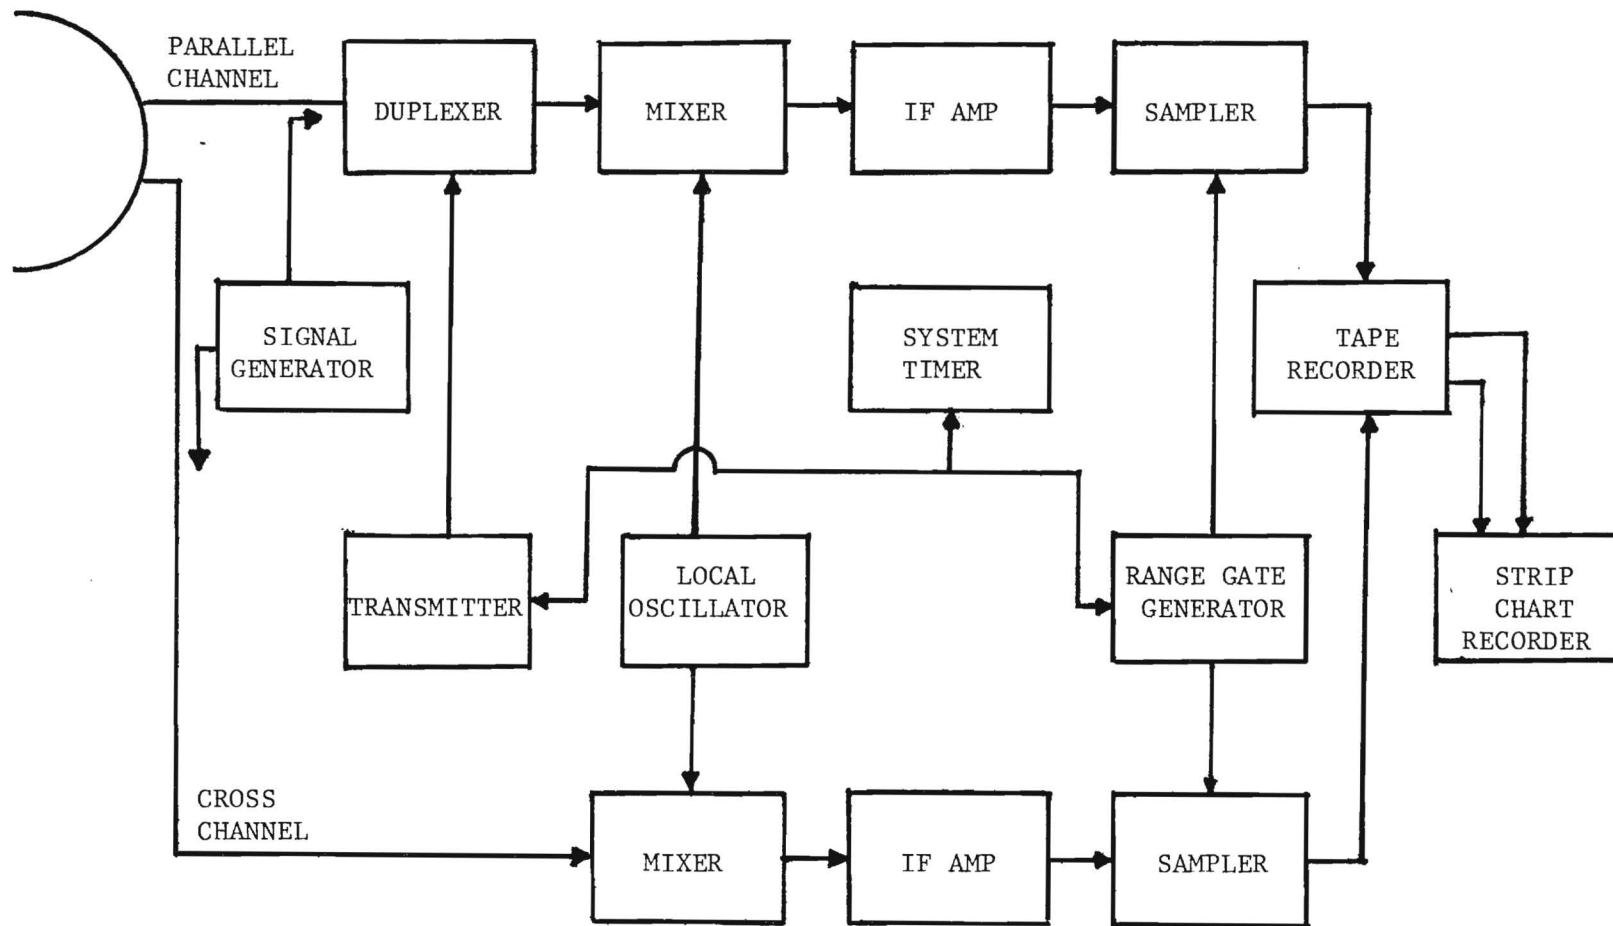 PARALLEL
CHANNEL
DUPLEXER
MIXER
IF AMP
SAMPLER
SIGNAL
GENERATOR
SYSTEM
TIMER
TAPE
RECORDER
TRANSMITTER
LOCAL
OSCILLATOR
RANGE GATE
GENERATOR
STRIP
CHART
RECORDER
CROSS
CHANNEL
MIXER
IF AMP
SAMPLER